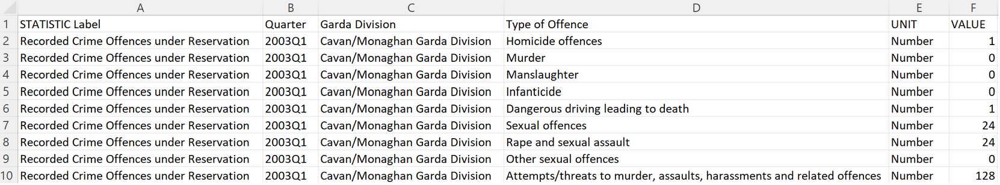 A B C D E F
1 STATISTIC Label Quarter Garda Division Type of Offence UNIT VALUE
2 Recorded Crime Offences under Reservation 2003Q1 Cavan/Monaghan Garda Division Homicide offences Number 1
3 Recorded Crime Offences under Reservation 2003Q1 Cavan/Monaghan Garda Division Murder Number 0
4 Recorded Crime Offences under Reservation 2003Q1 Cavan/Monaghan Garda Division Manslaughter Number 0
5 Recorded Crime Offences under Reservation 2003Q1 Cavan/Monaghan Garda Division Infanticide Number 0
6 Recorded Crime Offences under Reservation 2003Q1 Cavan/Monaghan Garda Division Dangerous driving leading to death Number 1
7 Recorded Crime Offences under Reservation 2003Q1 Cavan/Monaghan Garda Division Sexual offences Number 24
8 Recorded Crime Offences under Reservation 2003Q1 Cavan/Monaghan Garda Division Rape and sexual assault Number 24
9 Recorded Crime Offences under Reservation 2003Q1 Cavan/Monaghan Garda Division Other sexual offences Number 0
10 Recorded Crime Offences under Reservation 2003Q1 Cavan/Monaghan Garda Division Attempts/threats to murder, assaults, harassments and related offences Number 128